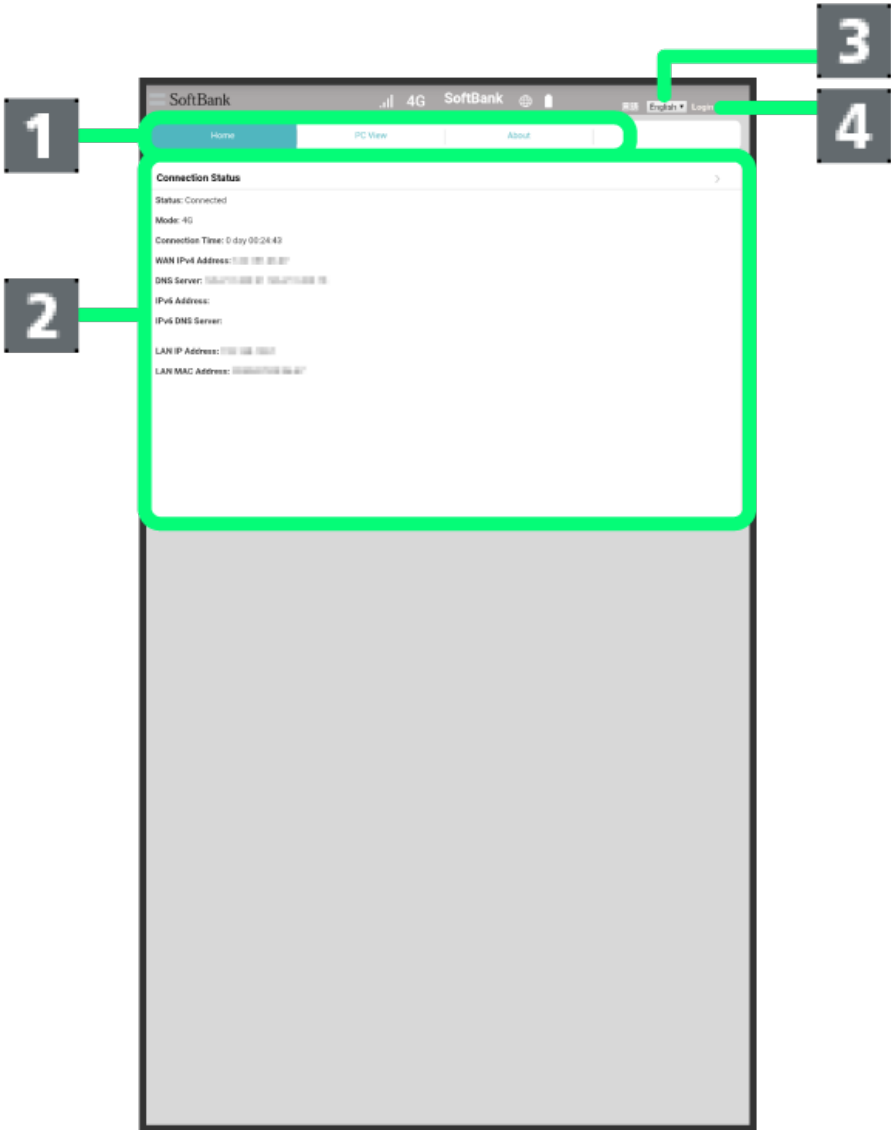 3
SoftBank 4G SoftBank 言語 English Login
4
1
Home PC View About
Connection Status
Status: Connected
Mode: 4G
Connection Time: 0 day 00:24:43
WAN IPv4 Address:
DNS Server:
2
IPv6 Address:
IPv6 DNS Server:
LAN IP Address:
LAN MAC Address: